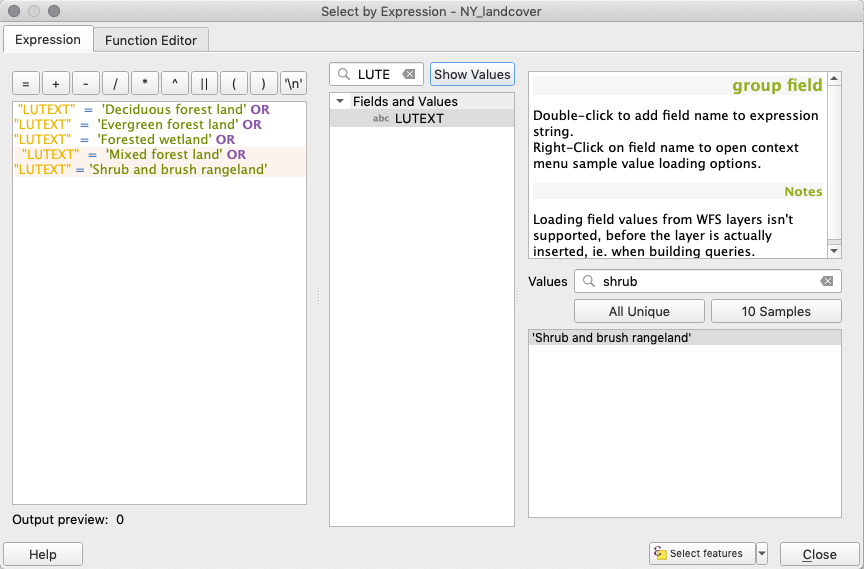 Select by Expression - NY_landcover
Expression
Function Editor
= + - / * ^ || ( ) '\n'
"LUTEXT" = 'Deciduous forest land' OR
"LUTEXT" = 'Evergreen forest land' OR
"LUTEXT" = 'Forested wetland' OR
"LUTEXT" = 'Mixed forest land' OR
"LUTEXT" = 'Shrub and brush rangeland'
Output preview: 0
LUTE
Show Values
Fields and Values
abc LUTEXT
group field
Double-click to add field name to expression
string.
Right-Click on field name to open context
menu sample value loading options.
Notes
Loading field values from WFS layers isn't
supported, before the layer is actually
inserted, ie. when building queries.
Values shrub
All Unique
10 Samples
'Shrub and brush rangeland'
Help
ε Select features
Close